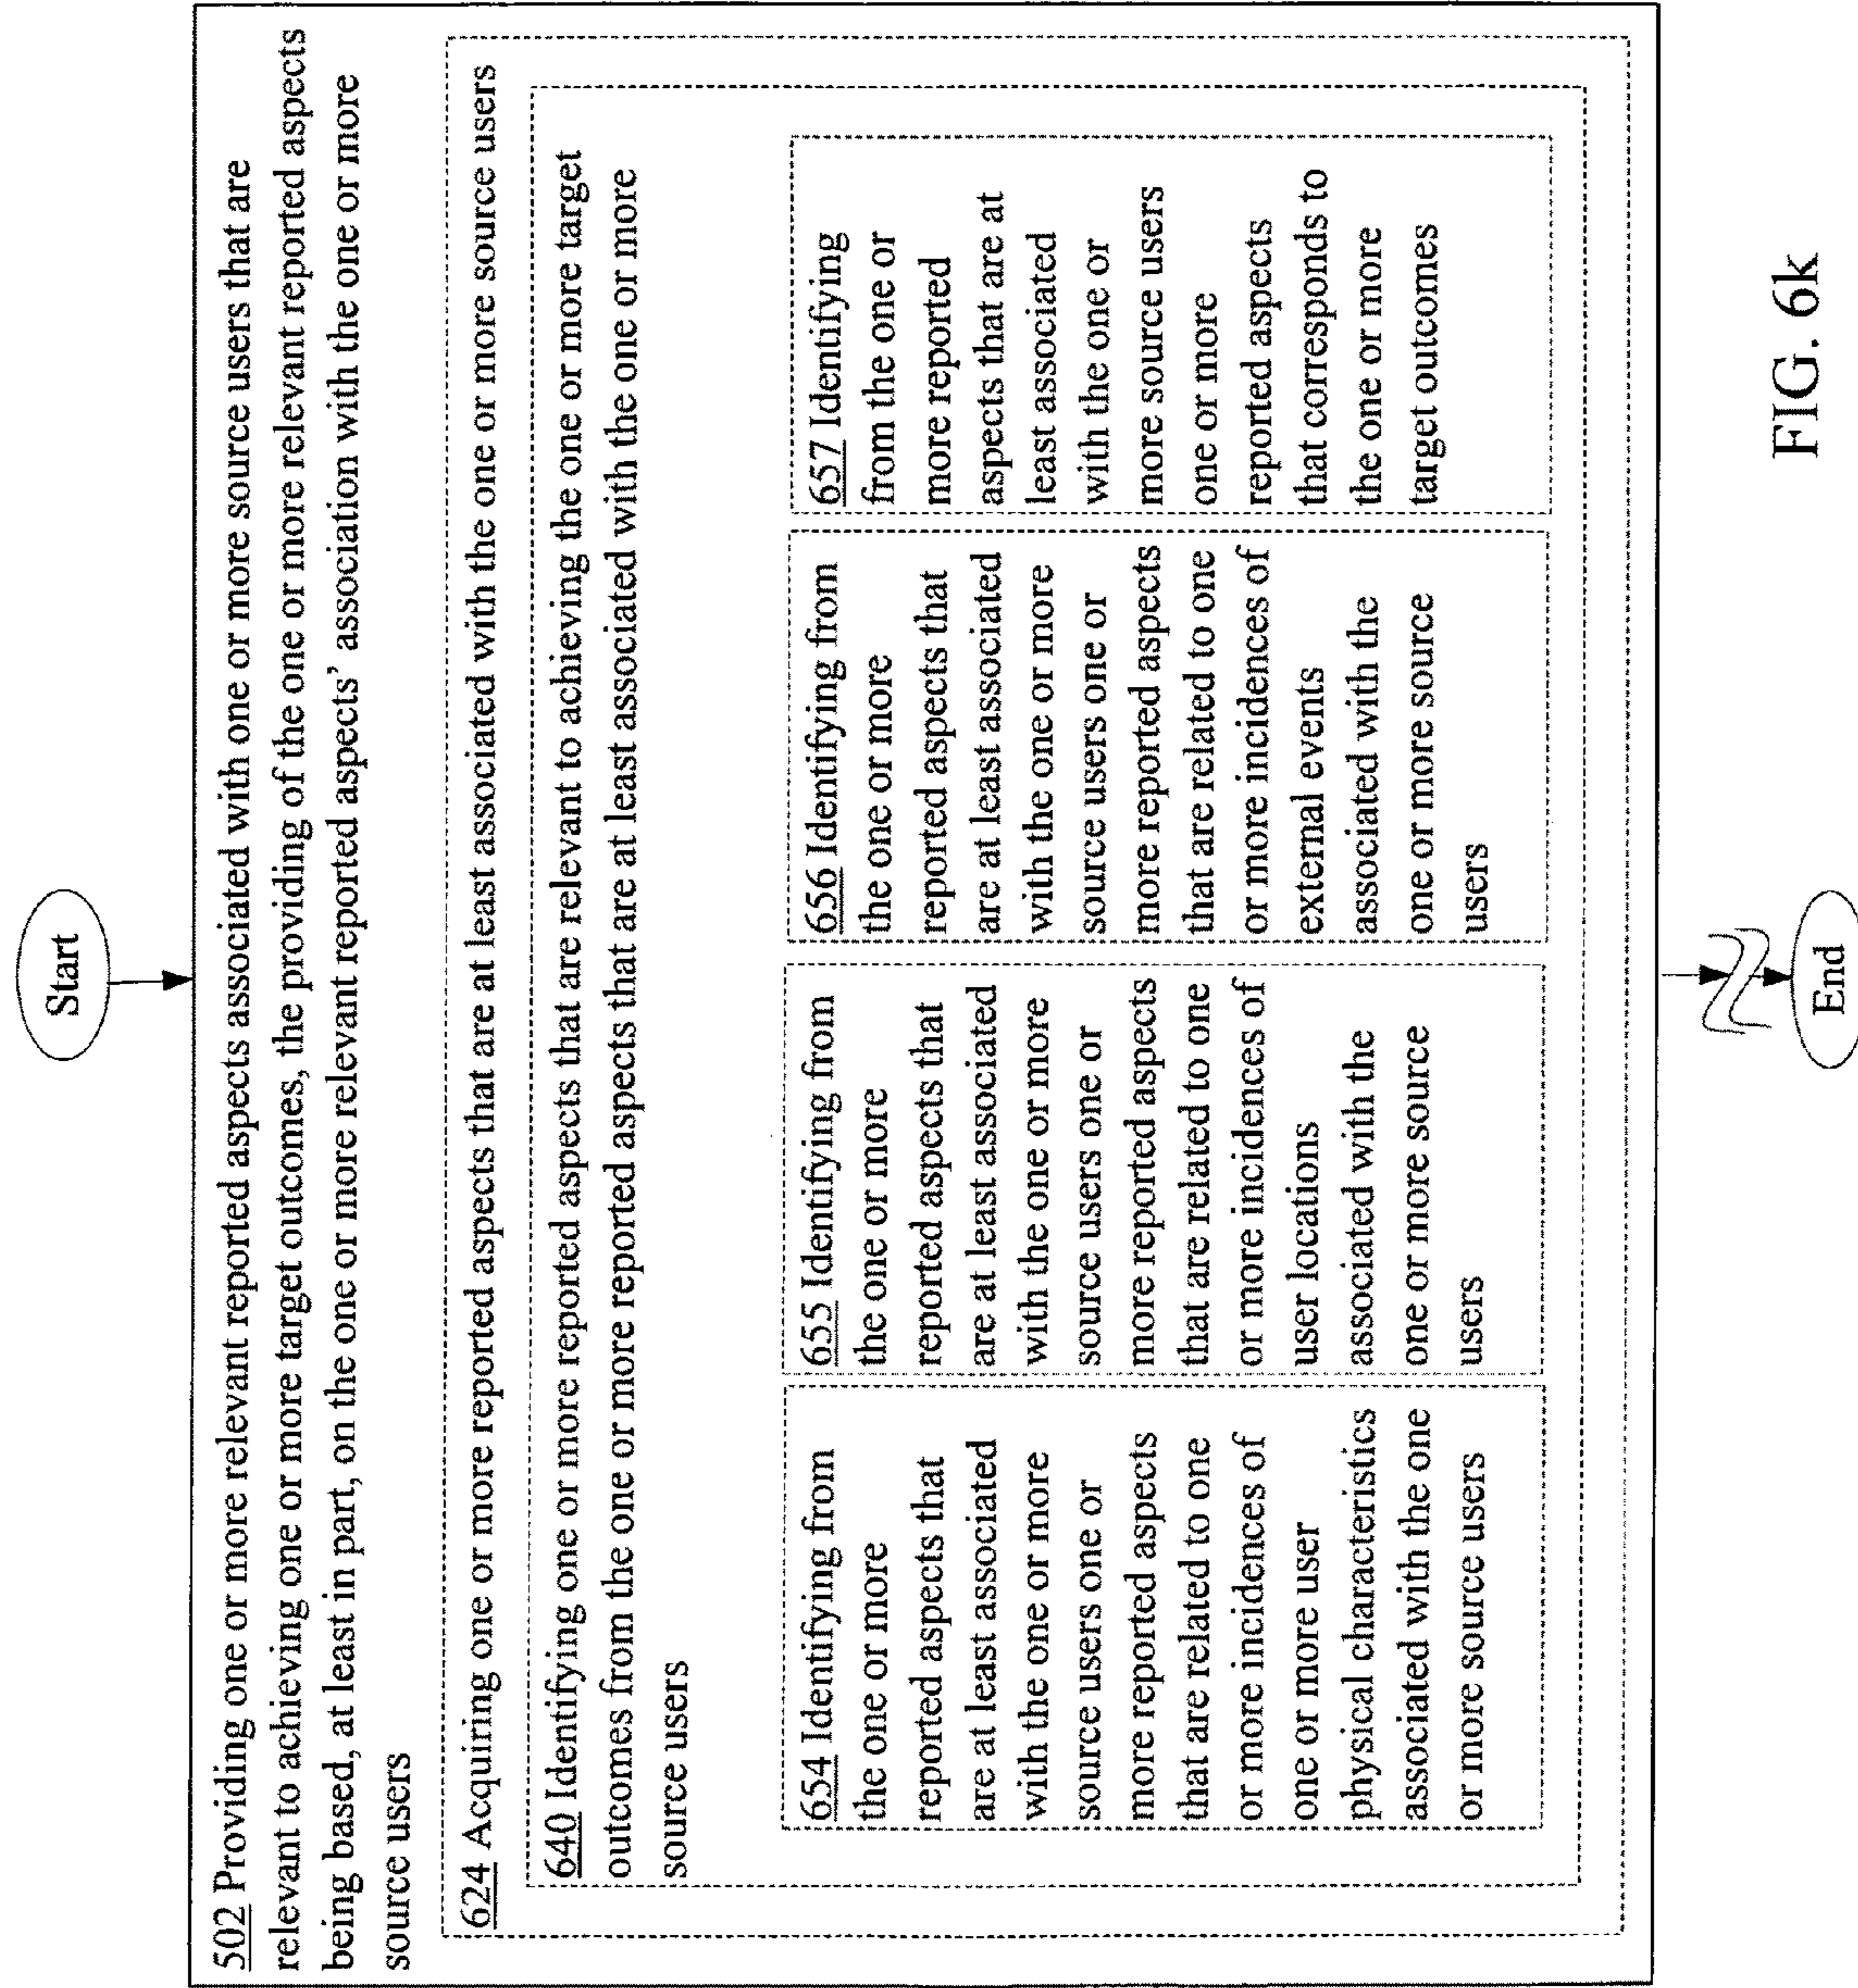 Start
502 Providing one or more relevant reported aspects associated with one or more source users that are
relevant to achieving one or more target outcomes, the providing of the one or more relevant reported aspects
being based, at least in part, on the one or more relevant reported aspects' association with the one or more
source users
624 Acquiring one or more reported aspects that are at least associated with the one or more source users
640 Identifying one or more reported aspects that are relevant to achieving the one or more target
outcomes from the one or more reported aspects that are at least associated with the one or more
source users
654 Identifying from
the one or more
reported aspects that
are at least associated
with the one or more
source users one or
more reported aspects
that are related to one
or more incidences of
one or more user
physical characteristics
associated with the one
or more source users
655 Identifying from
the one or more
reported aspects that
are at least associated
with the one or more
source users one or
more reported aspects
that are related to one
or more incidences of
user locations
associated with the
one or more source
users
656 Identifying from
the one or more
reported aspects that
are at least associated
with the one or more
source users one or
more reported aspects
that are related to one
or more incidences of
external events
associated with the
one or more source
users
657 Identifying
from the one or
more reported
aspects that are at
least associated
with the one or
more source users
one or more
reported aspects
that corresponds to
the one or more
target outcomes
End
FIG. 6k